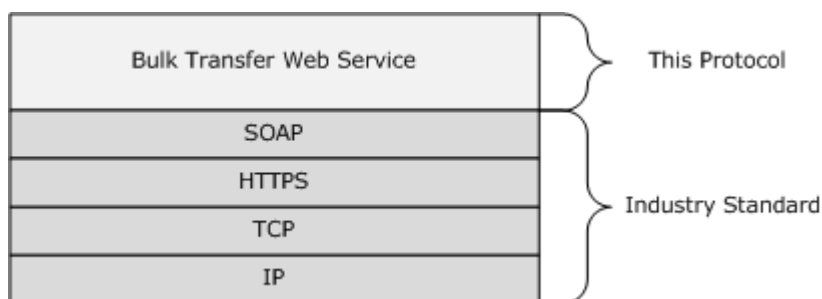 Bulk Transfer Web Service
This Protocol
SOAP
HTTPS
Industry Standard
TCP
IP